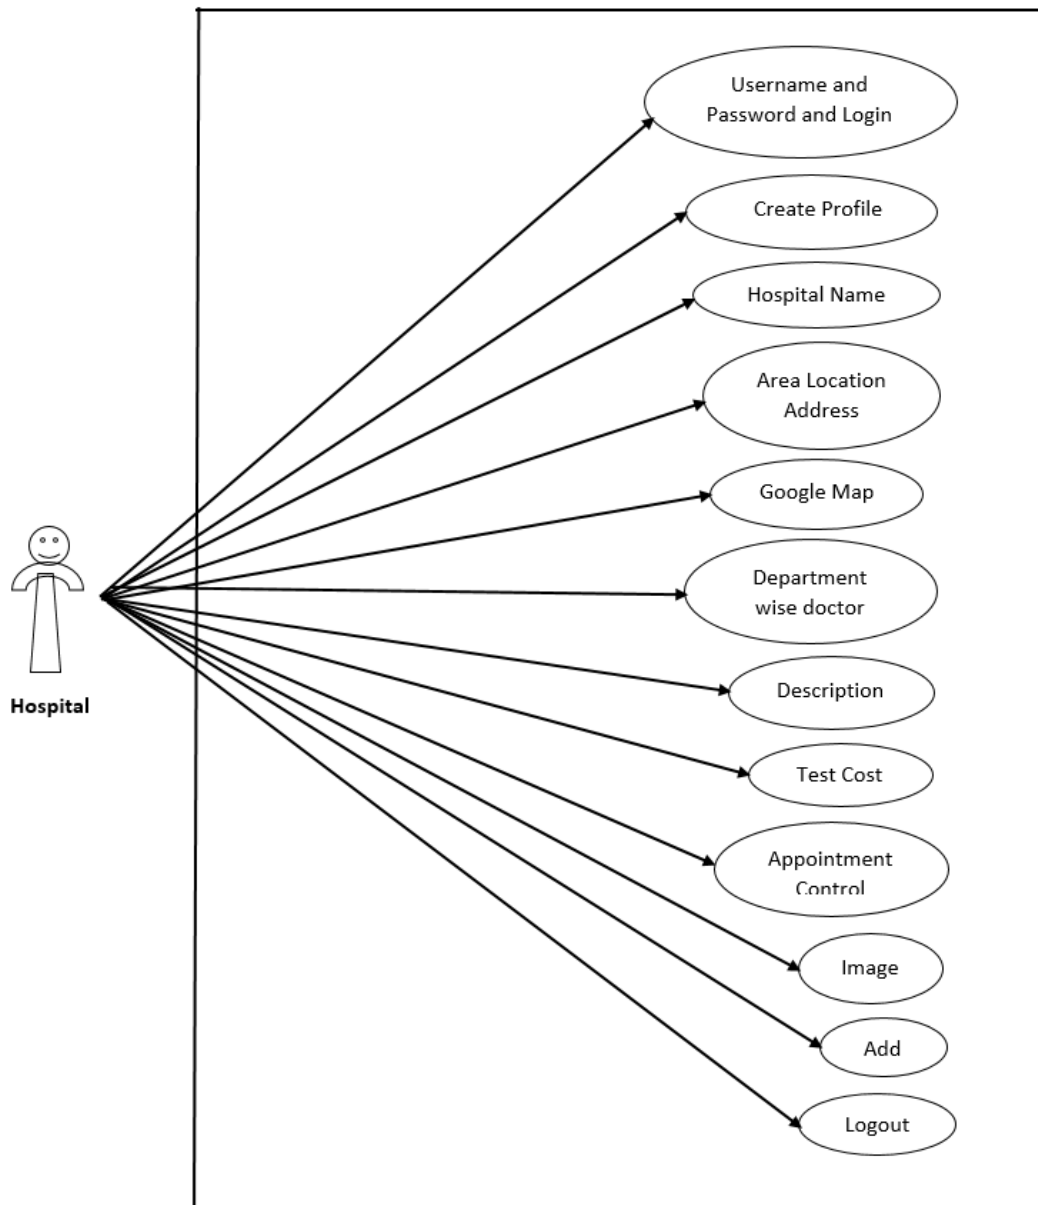 Username and
Password and Login
Create Profile
Hospital Name
Area Location
Address
Google Map
Department
wise doctor
Hospital
Description
Test Cost
Appointment
Control
Image
Add
Logout